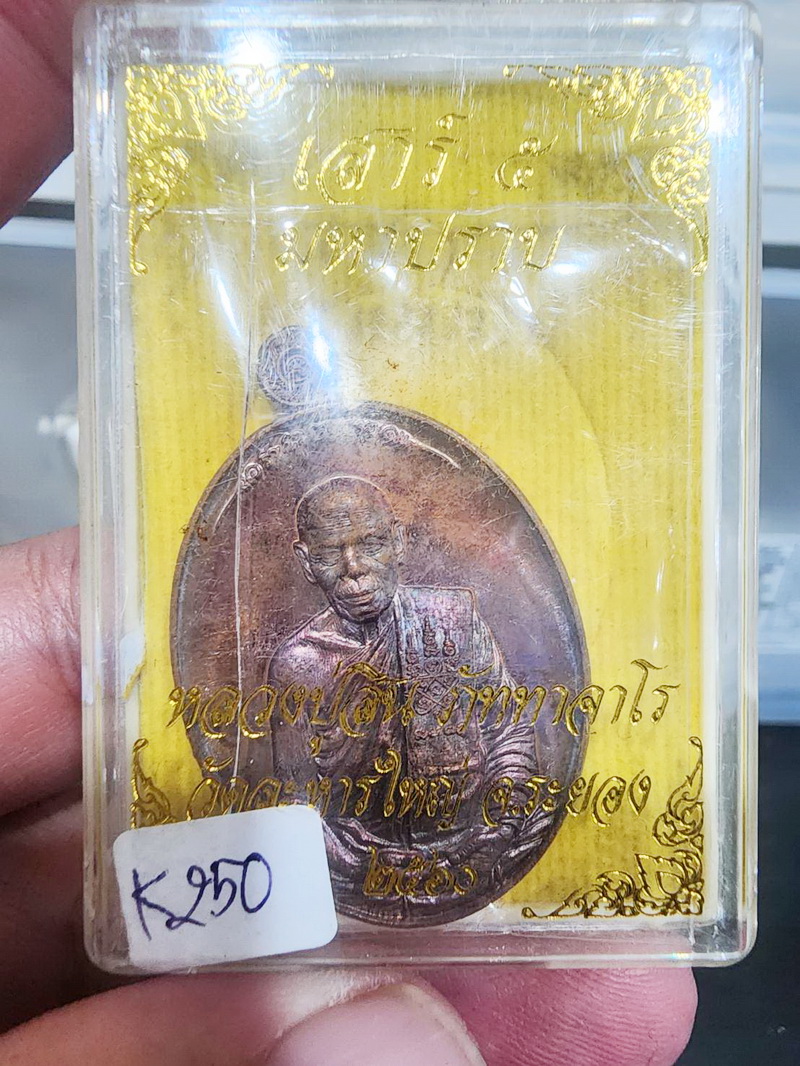 เสาร์ ๕
มหาปราบ
หลวงปู่สิน ภัททาจาโร
วัดละหารใหญ่ จ.ระยอง
๒๕๖๐
K250